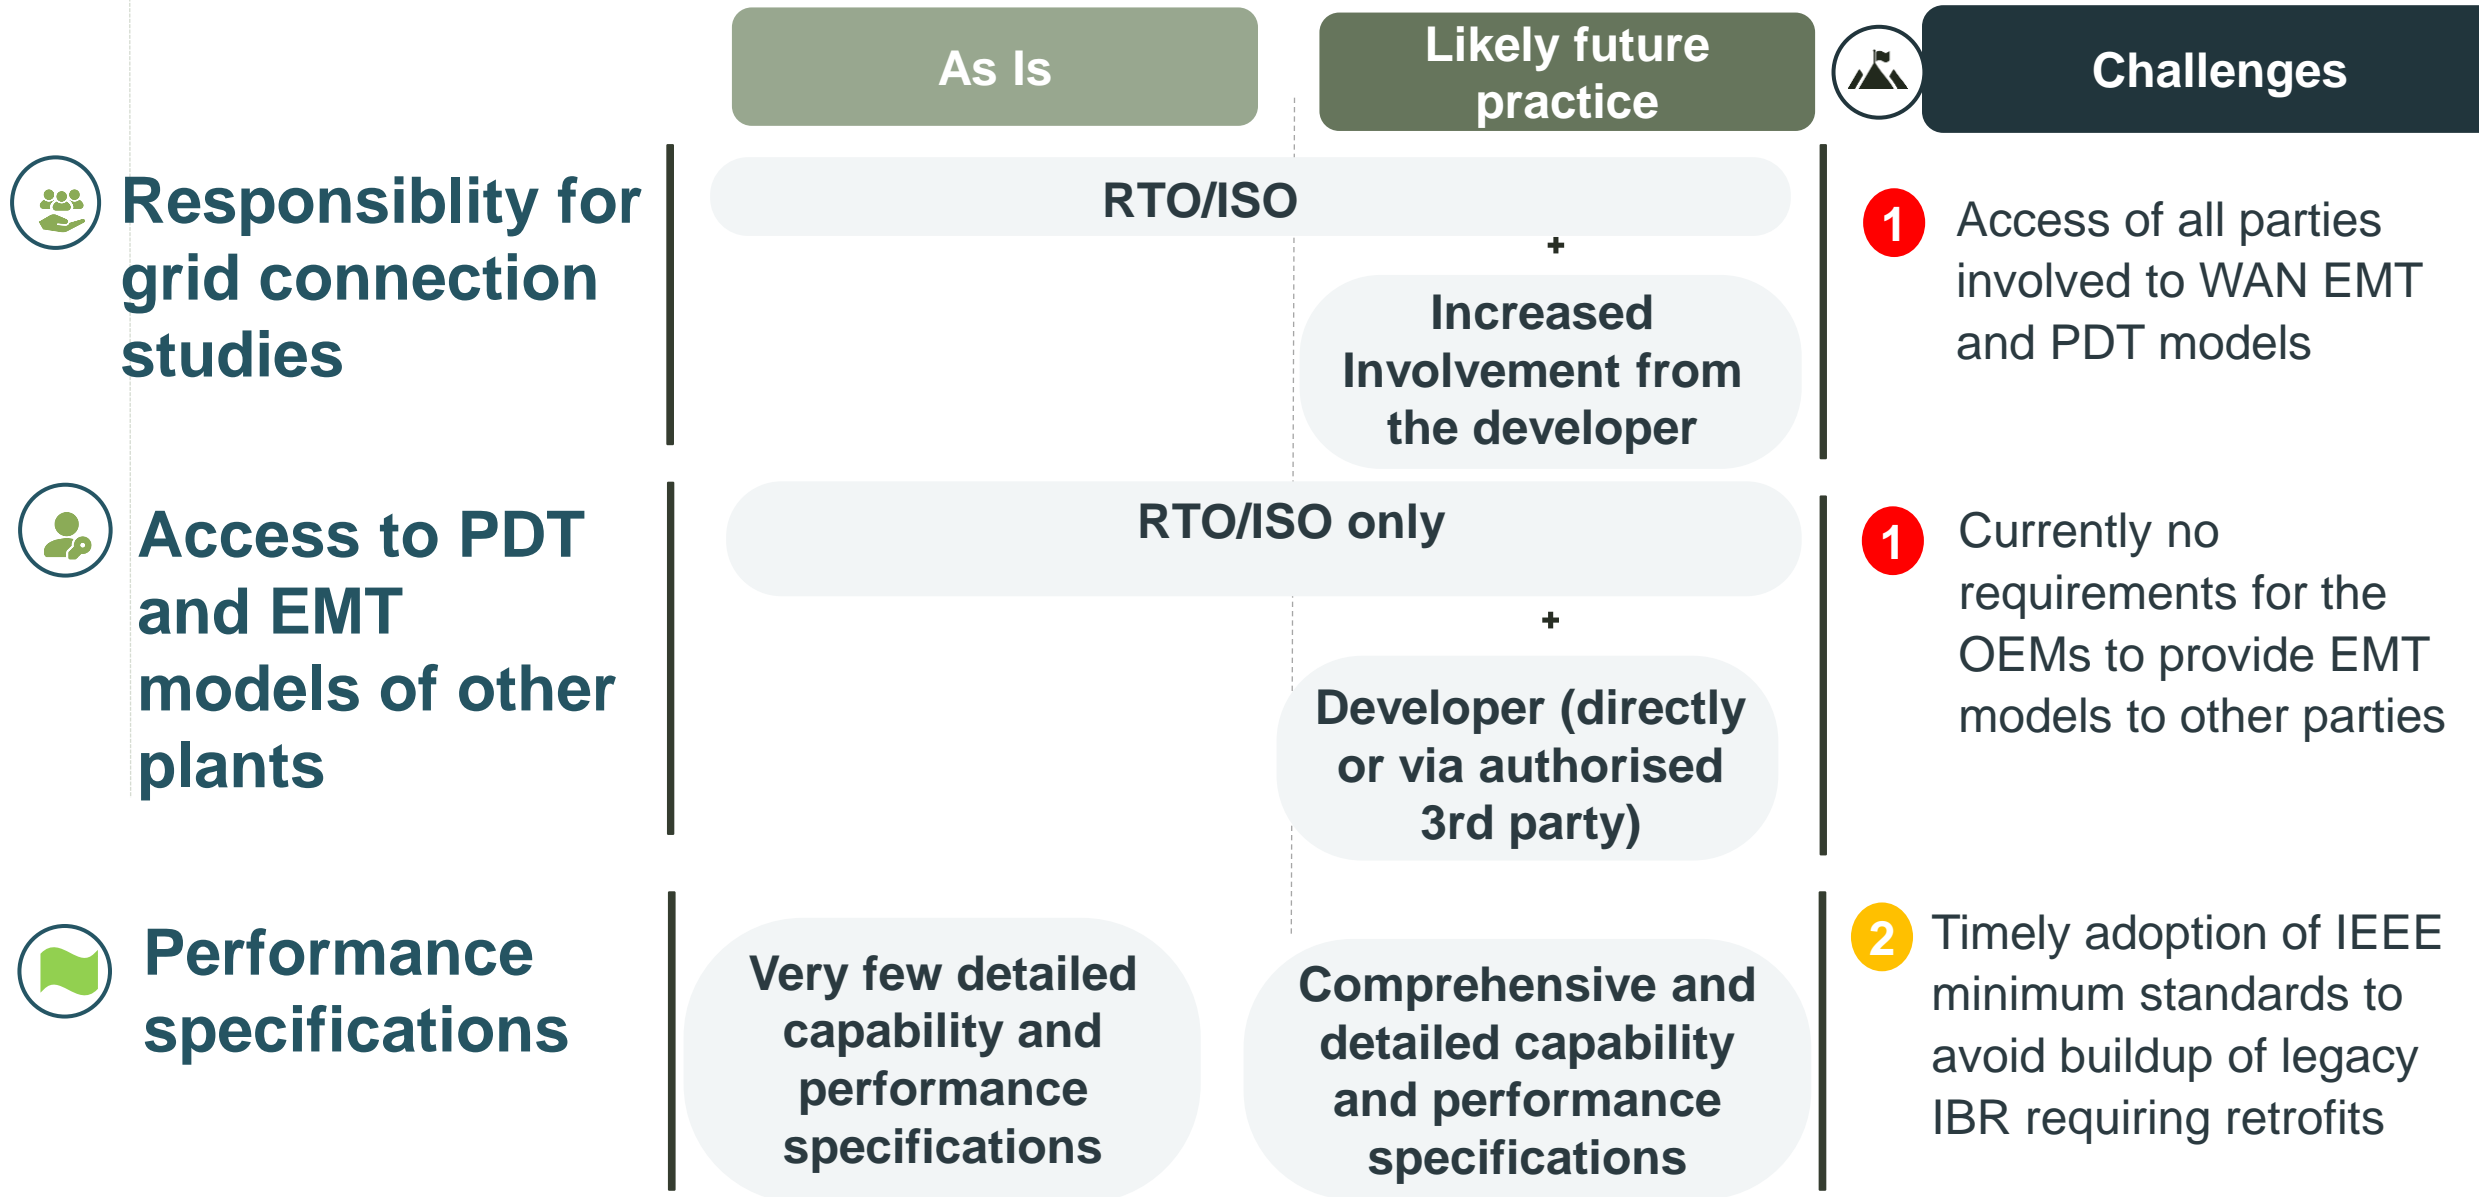 As Is
Likely future
practice
Challenges
Responsiblity for
grid connection
studies
RTO/ISO
+
Increased
Involvement from
the developer
1
Access of all parties
involved to WAN EMT
and PDT models
Access to PDT
and EMT
models of other
plants
RTO/ISO only
+
Developer (directly
or via authorised
3rd party)
1
Currently no
requirements for the
OEMs to provide EMT
models to other parties
Performance
specifications
Very few detailed
capability and
performance
specifications
Comprehensive and
detailed capability
and performance
specifications
2
Timely adoption of IEEE
minimum standards to
avoid buildup of legacy
IBR requiring retrofits